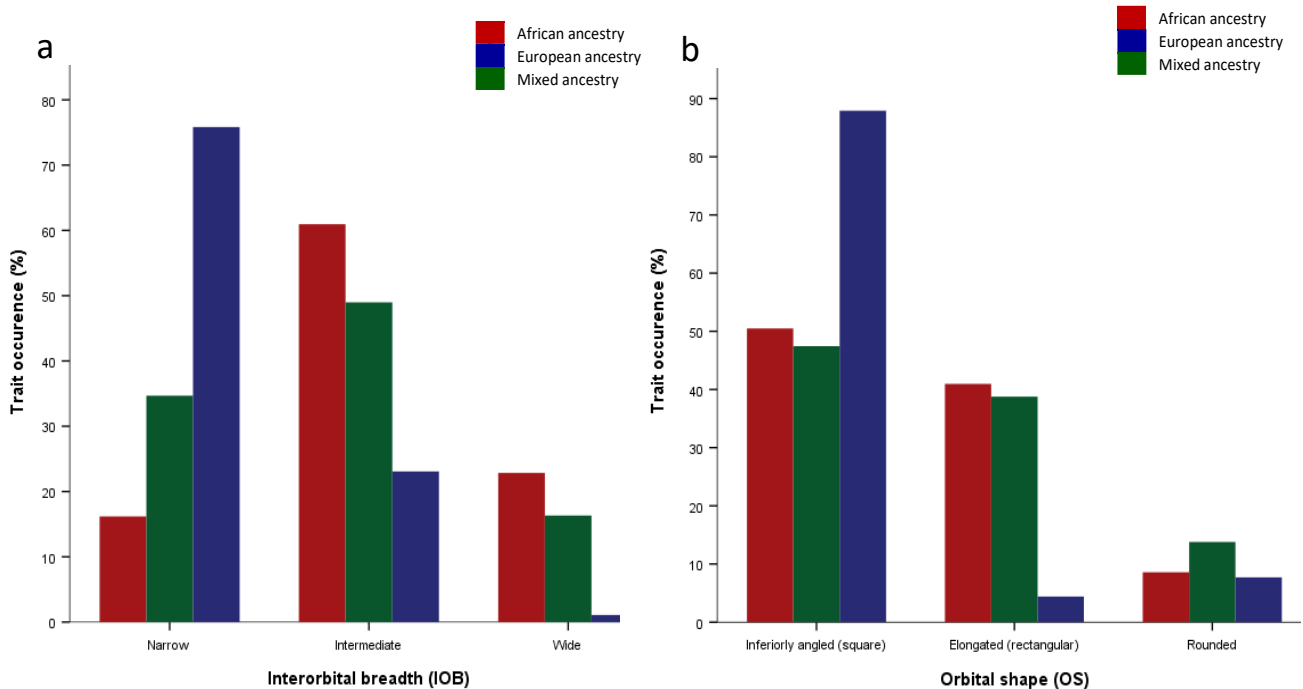 a
African ancestry
European ancestry
Mixed ancestry
Trait occurence (%)
80
70
60
50
40
30
20
10
0
Narrow Intermediate Wide
Interorbital breadth (IOB)
b
African ancestry
European ancestry
Mixed ancestry
Trait occurence (%)
90
80
70
60
50
40
30
20
10
0
Inferiorly angled (square) Elongated (rectangular) Rounded
Orbital shape (OS)